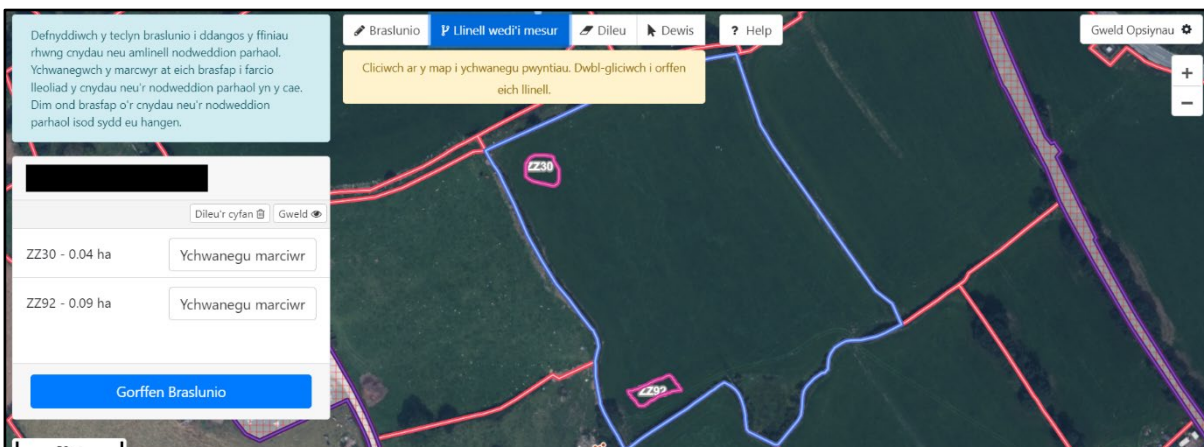 Defnyddiwch y teclyn braslunio i ddangos y ffiniau
rhwng cnydau neu amlinell nodweddion parhaol.
Ychwanegwch y marcwyr at eich brasfap i farcio
lleoliad y cnydau neu'r nodweddion parhaol yn y cae.
Dim ond brasfap o'r cnydau neu'r nodweddion
parhaol isod sydd eu hangen.
Braslunio Llinell wedi'i mesur Dileu Dewis ? Help
Cliciwch ar y map i ychwanegu pwyntiau. Dwbl-gliciwch i orffen
eich llinell.
Gweld Opsiynau
+
−
Dileu'r cyfan Gweld
ZZ30 - 0.04 ha Ychwanegu marciwr
ZZ92 - 0.09 ha Ychwanegu marciwr
Gorffen Braslunio
ZZ30
ZZ92